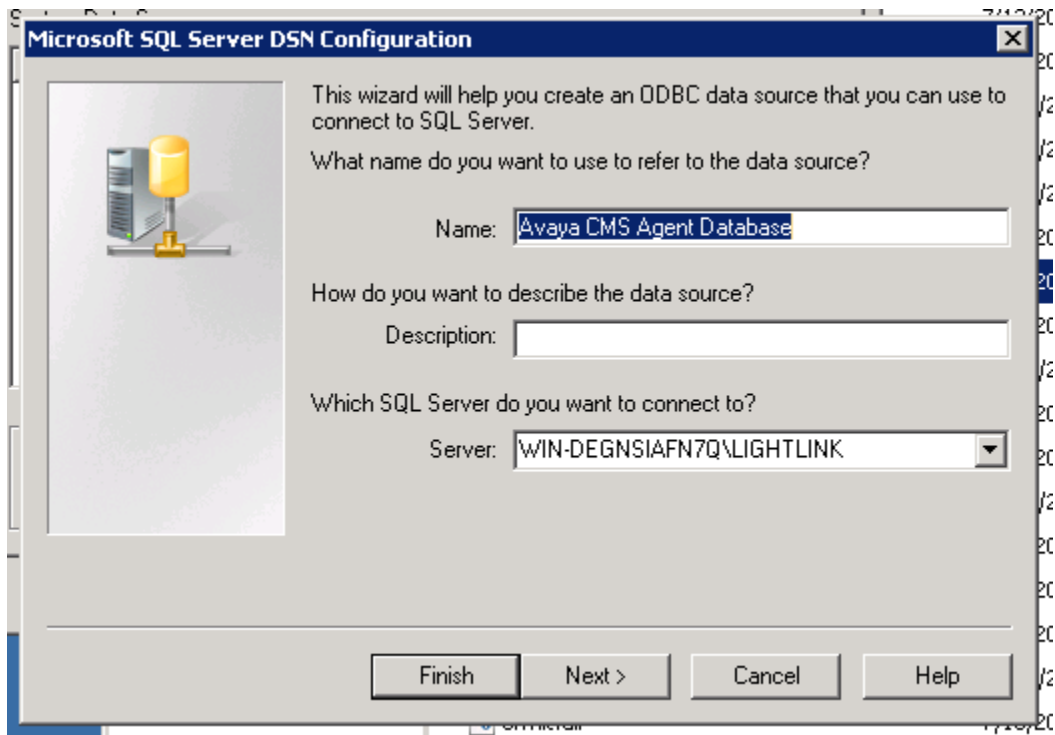 Microsoft SQL Server DSN Configuration
This wizard will help you create an ODBC data source that you can use to
connect to SQL Server.
What name do you want to use to refer to the data source?
Name: Avaya CMS Agent Database
How do you want to describe the data source?
Description:
Which SQL Server do you want to connect to?
Server: WIN-DEGNSIAFN7Q\LIGHTLINK
Finish Next > Cancel Help